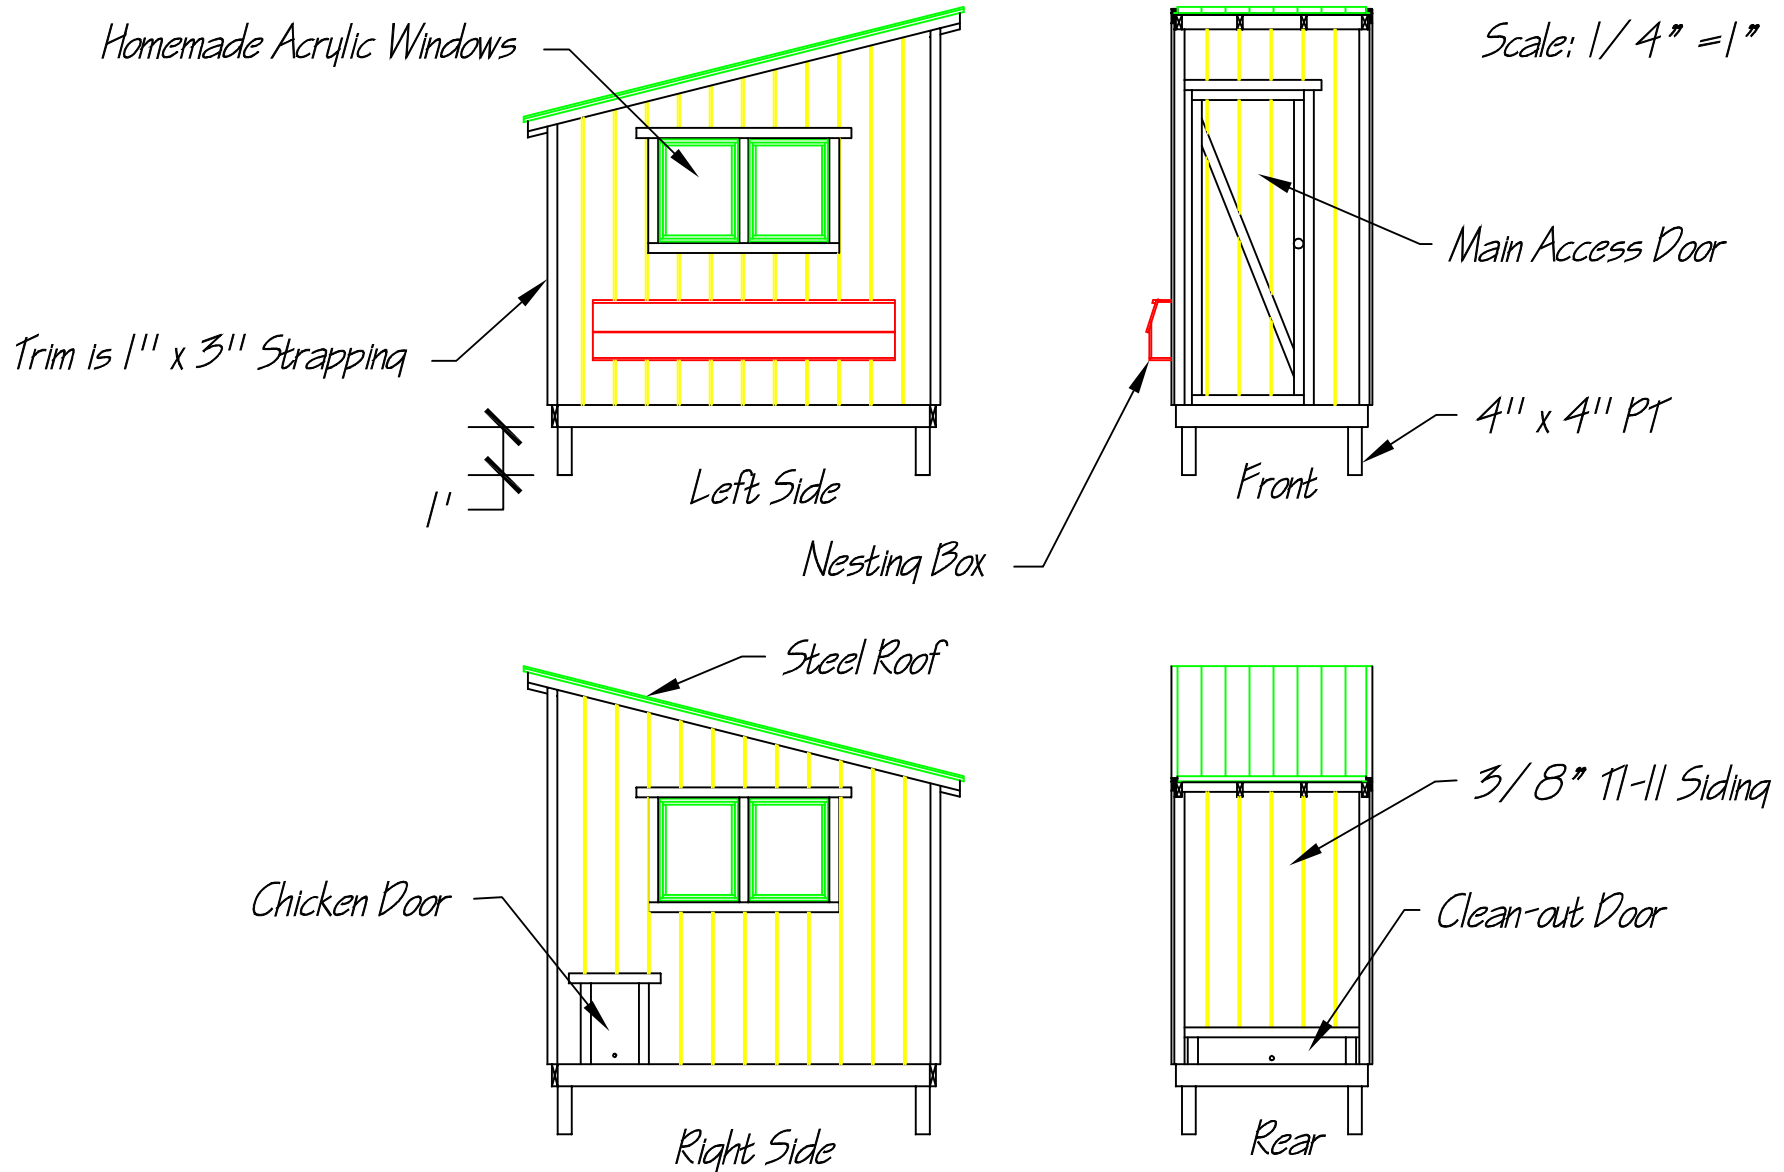 Homemade Acrylic Windows
Scale: 1/4" =1"
Main Access Door
Trim is 1" x 3" Strapping
4" x 4" PT
1'
Left Side
Front
Nesting Box
Steel Roof
3/8" T1-11 Siding
Chicken Door
Clean-out Door
Right Side
Rear